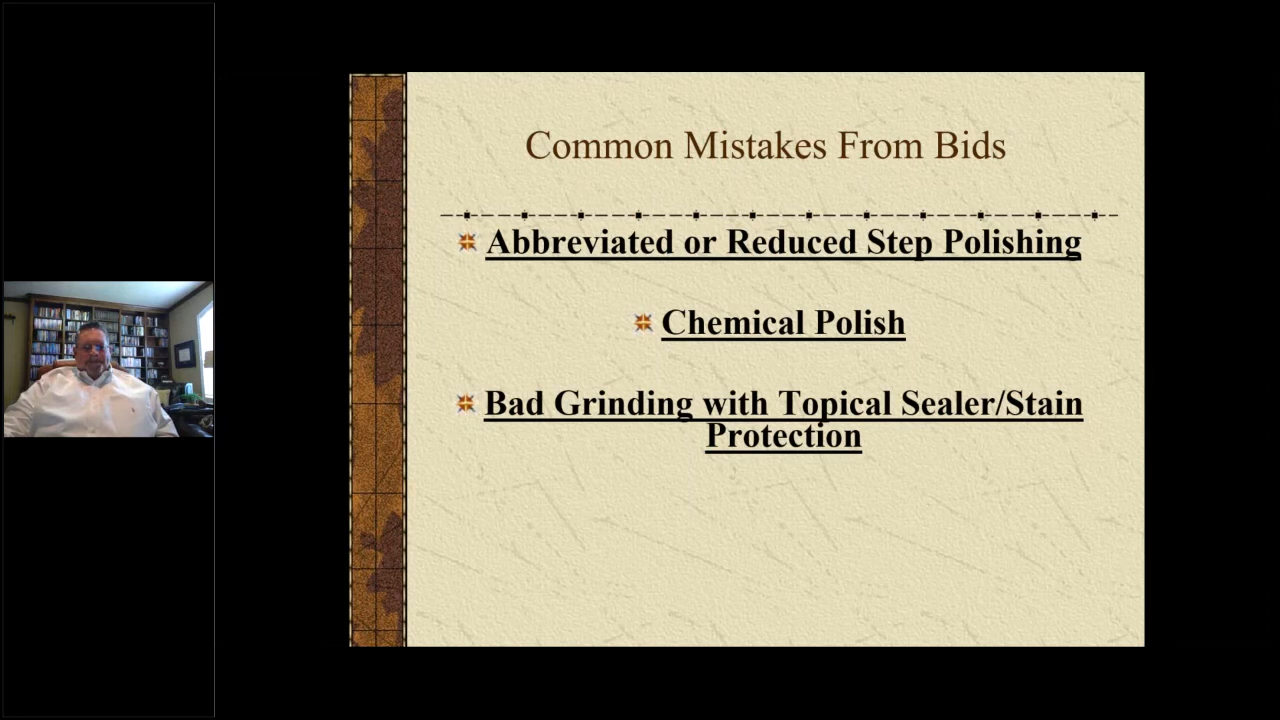 Common Mistakes From Bids
Abbreviated or Reduced Step Polishing
Chemical Polish
Bad Grinding with Topical Sealer/Stain
Protection